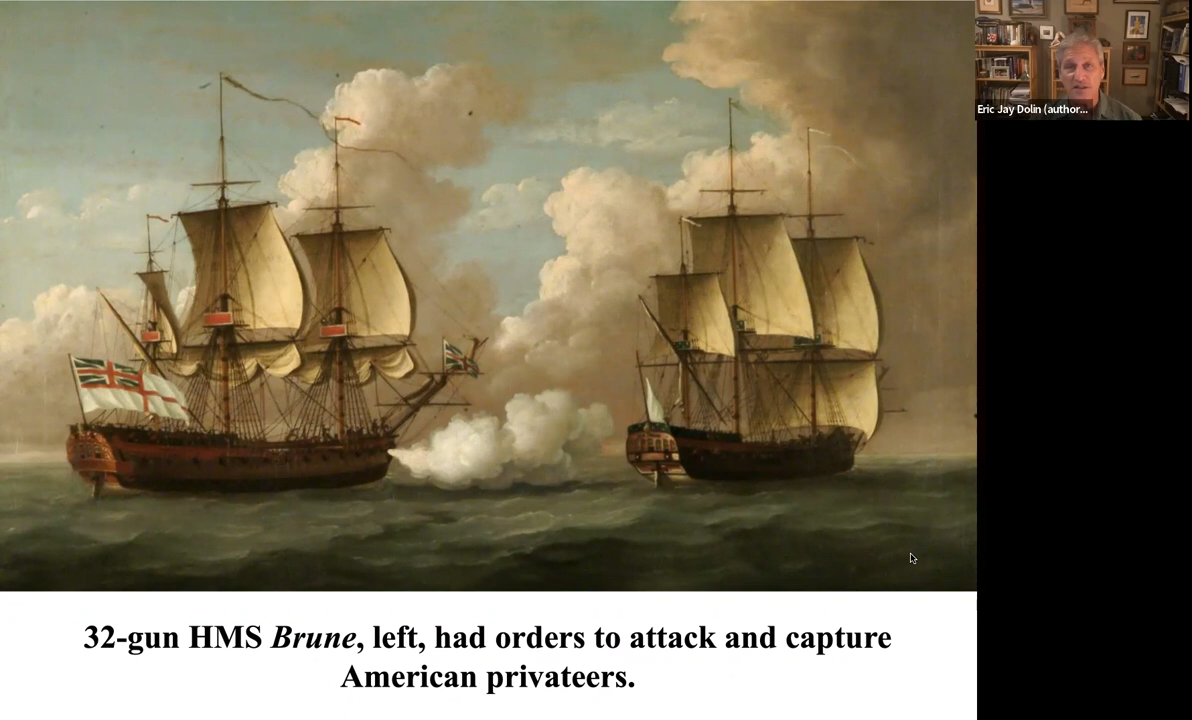 Eric Jay Dolin (author...
32-gun HMS Brune, left, had orders to attack and capture
American privateers.